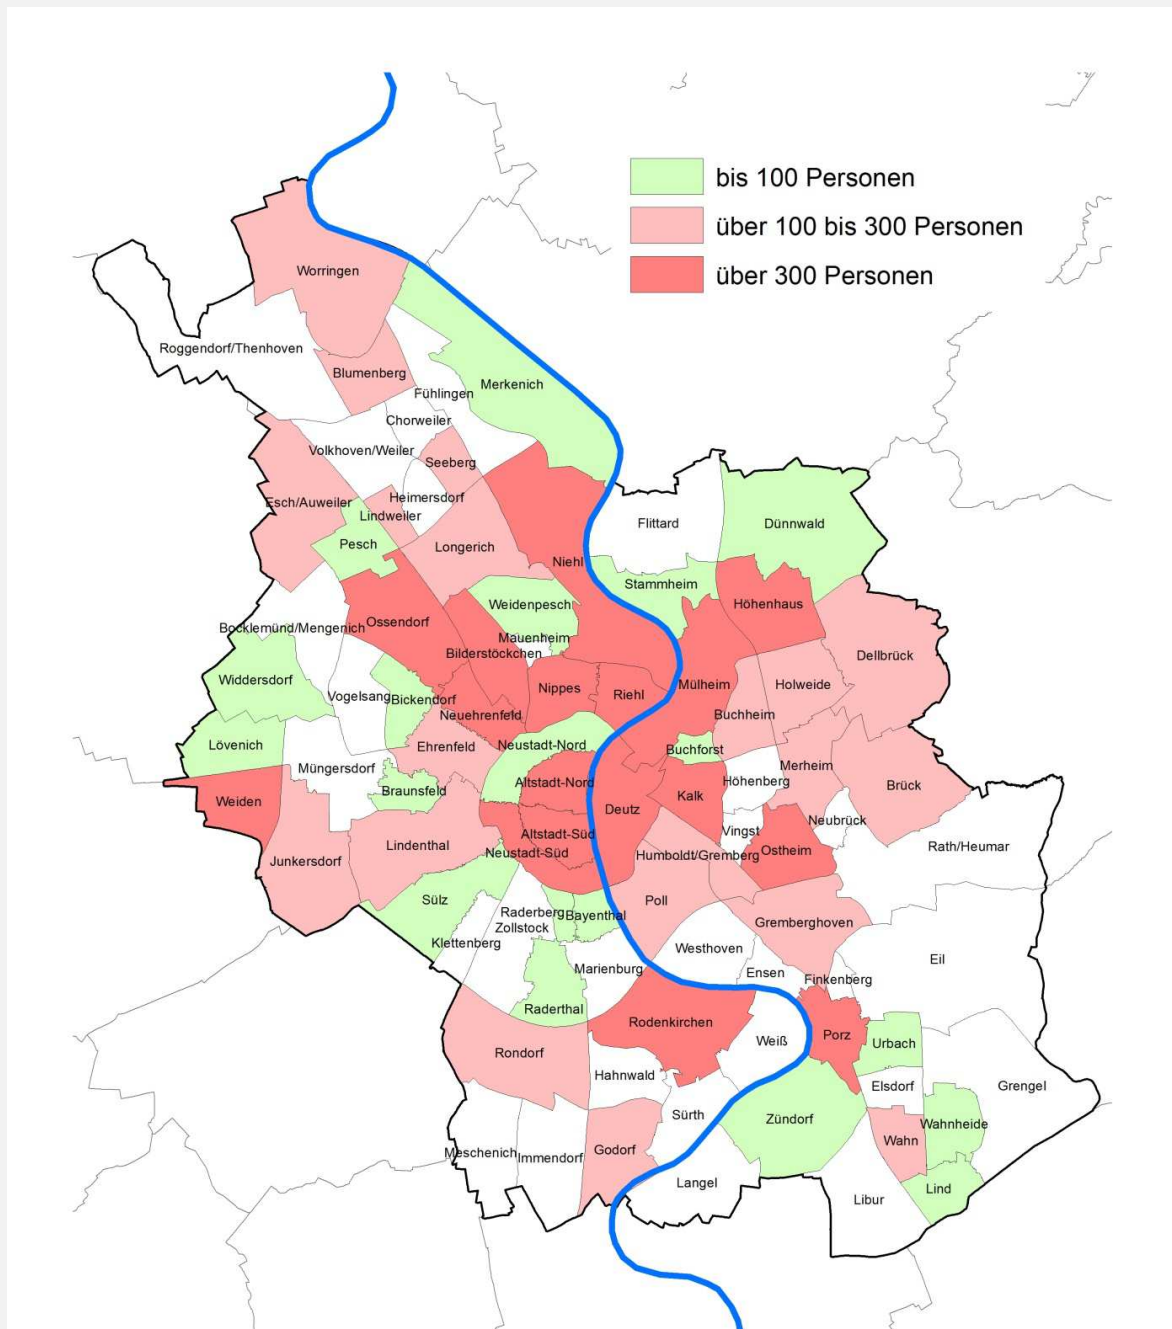 bis 100 Personen
über 100 bis 300 Personen
über 300 Personen
Worringen
Roggendorf/Thenhoven
Blumenberg
Merkenich
Fühlingen
Chorweiler
Volkhoven/Weiler
Seeberg
Heimersdorf
Esch/Auweiler
Lindweiler
Pesch
Longerich
Flittard
Dünnwald
Niehl
Stammheim
Weidenpesch
Höhenhaus
Ossendorf
Bocklemünd/Mengenich
Mauenheim
Bilderstöckchen
Dellbrück
Widdersdorf
Vogelsang
Bickendorf
Nippes
Riehl
Mülheim
Holweide
Neuehrenfeld
Buchheim
Lövenich
Ehrenfeld
Neustadt-Nord
Buchforst
Müngersdorf
Merheim
Altstadt-Nord
Höhenberg
Brück
Braunsfeld
Kalk
Weiden
Deutz
Neubrück
Altstadt-Süd
Vingst
Lindenthal
Rath/Heumar
Neustadt-Süd
Humboldt/Gremberg
Ostheim
Junkersdorf
Sülz
Poll
Raderberg
Bayenthal
Zollstock
Gremberghoven
Klettenberg
Westhoven
Eil
Marienburg
Ensen
Finkenberg
Raderthal
Rodenkirchen
Porz
Weiß
Urbach
Rondorf
Hahnwald
Elsdorf
Grengel
Sürth
Zündorf
Wahnheide
Wahn
Meschenich
Immendorf
Godorf
Langel
Lind
Libur